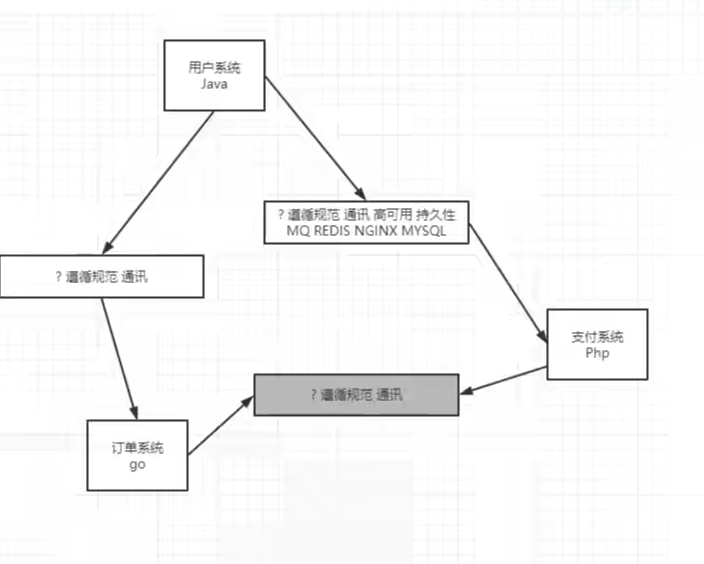 用户系统
Java
? 遵循规范 通讯 高可用 持久性
MQ REDIS NGINX MYSQL
? 遵循规范 通讯
支付系统
Php
? 遵循规范 通讯
订单系统
go